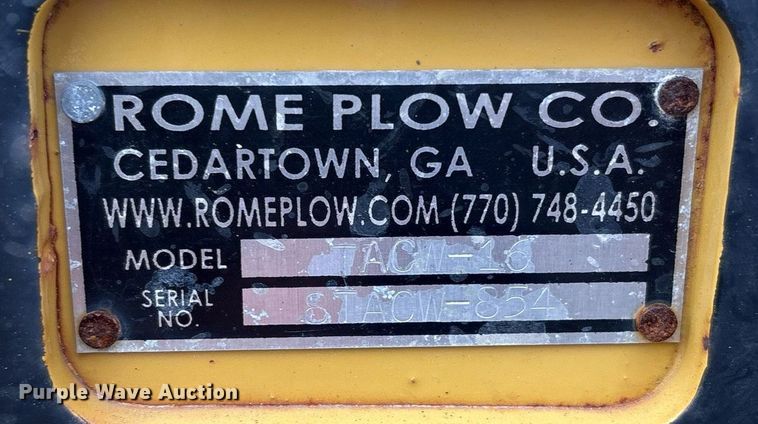 ROME PLOW CO.
CEDARTOWN, GA U.S.A.
WWW.ROMEPLOW.COM (770) 748-4450
MODEL TACW-16
SERIAL NO. 8TACW-854
Purple Wave Auction